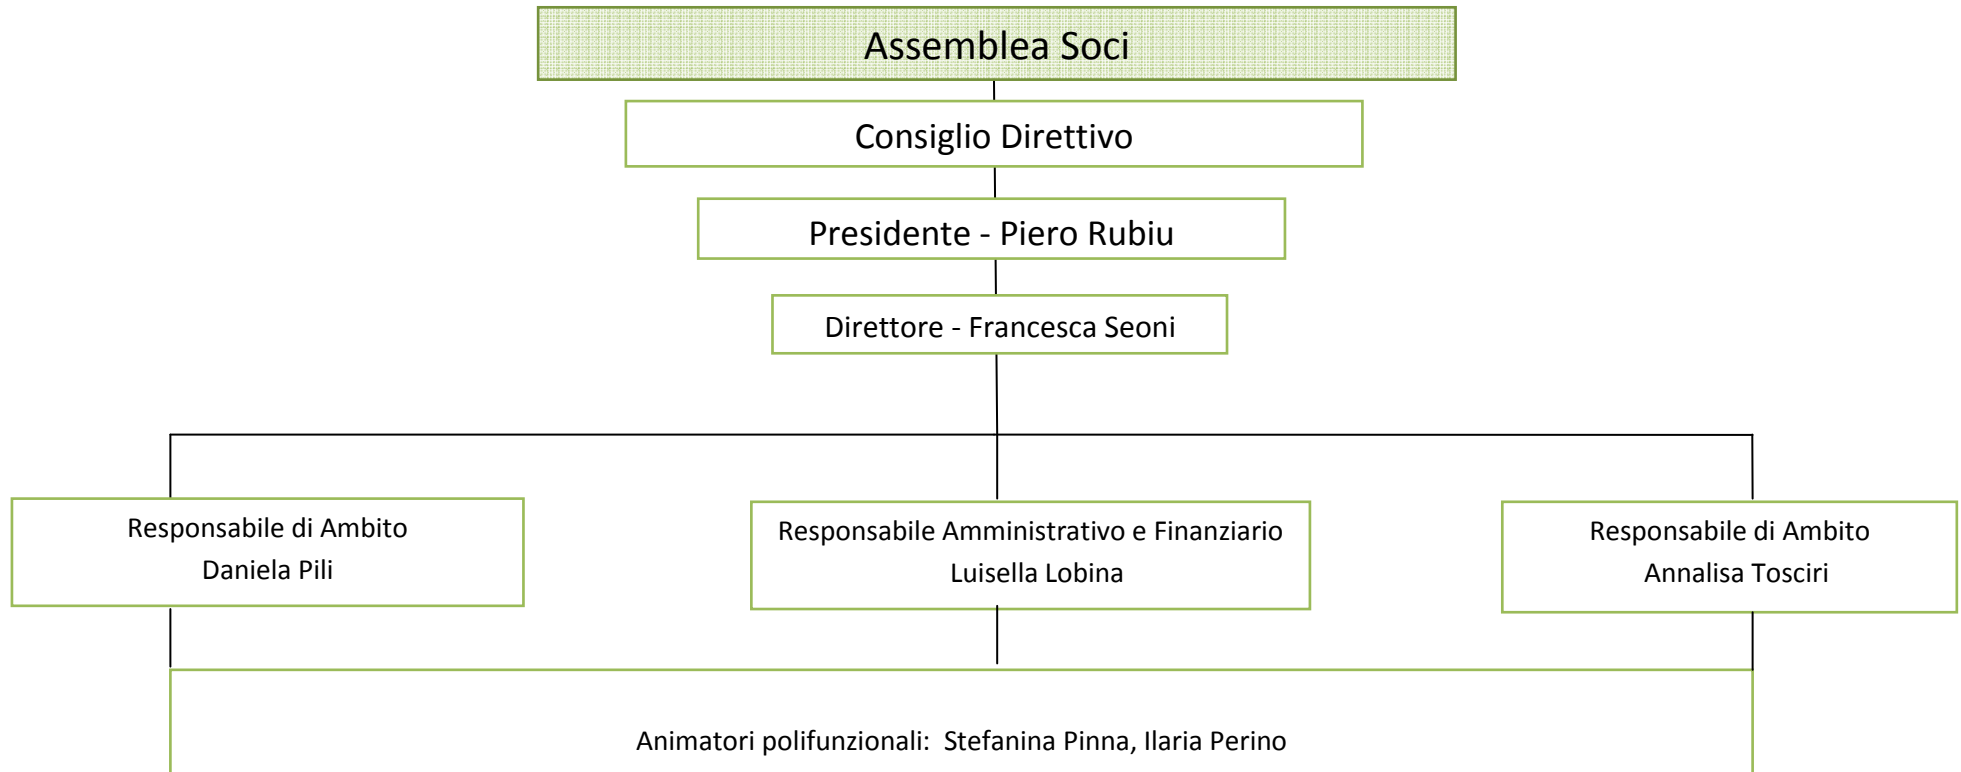 Assemblea Soci
Consiglio Direttivo
Presidente - Piero Rubiu
Direttore - Francesca Seoni
Responsabile di Ambito
Daniela Pili
Responsabile Amministrativo e Finanziario
Luisella Lobina
Responsabile di Ambito
Annalisa Tosciri
Animatori polifunzionali:  Stefanina Pinna, Ilaria Perino